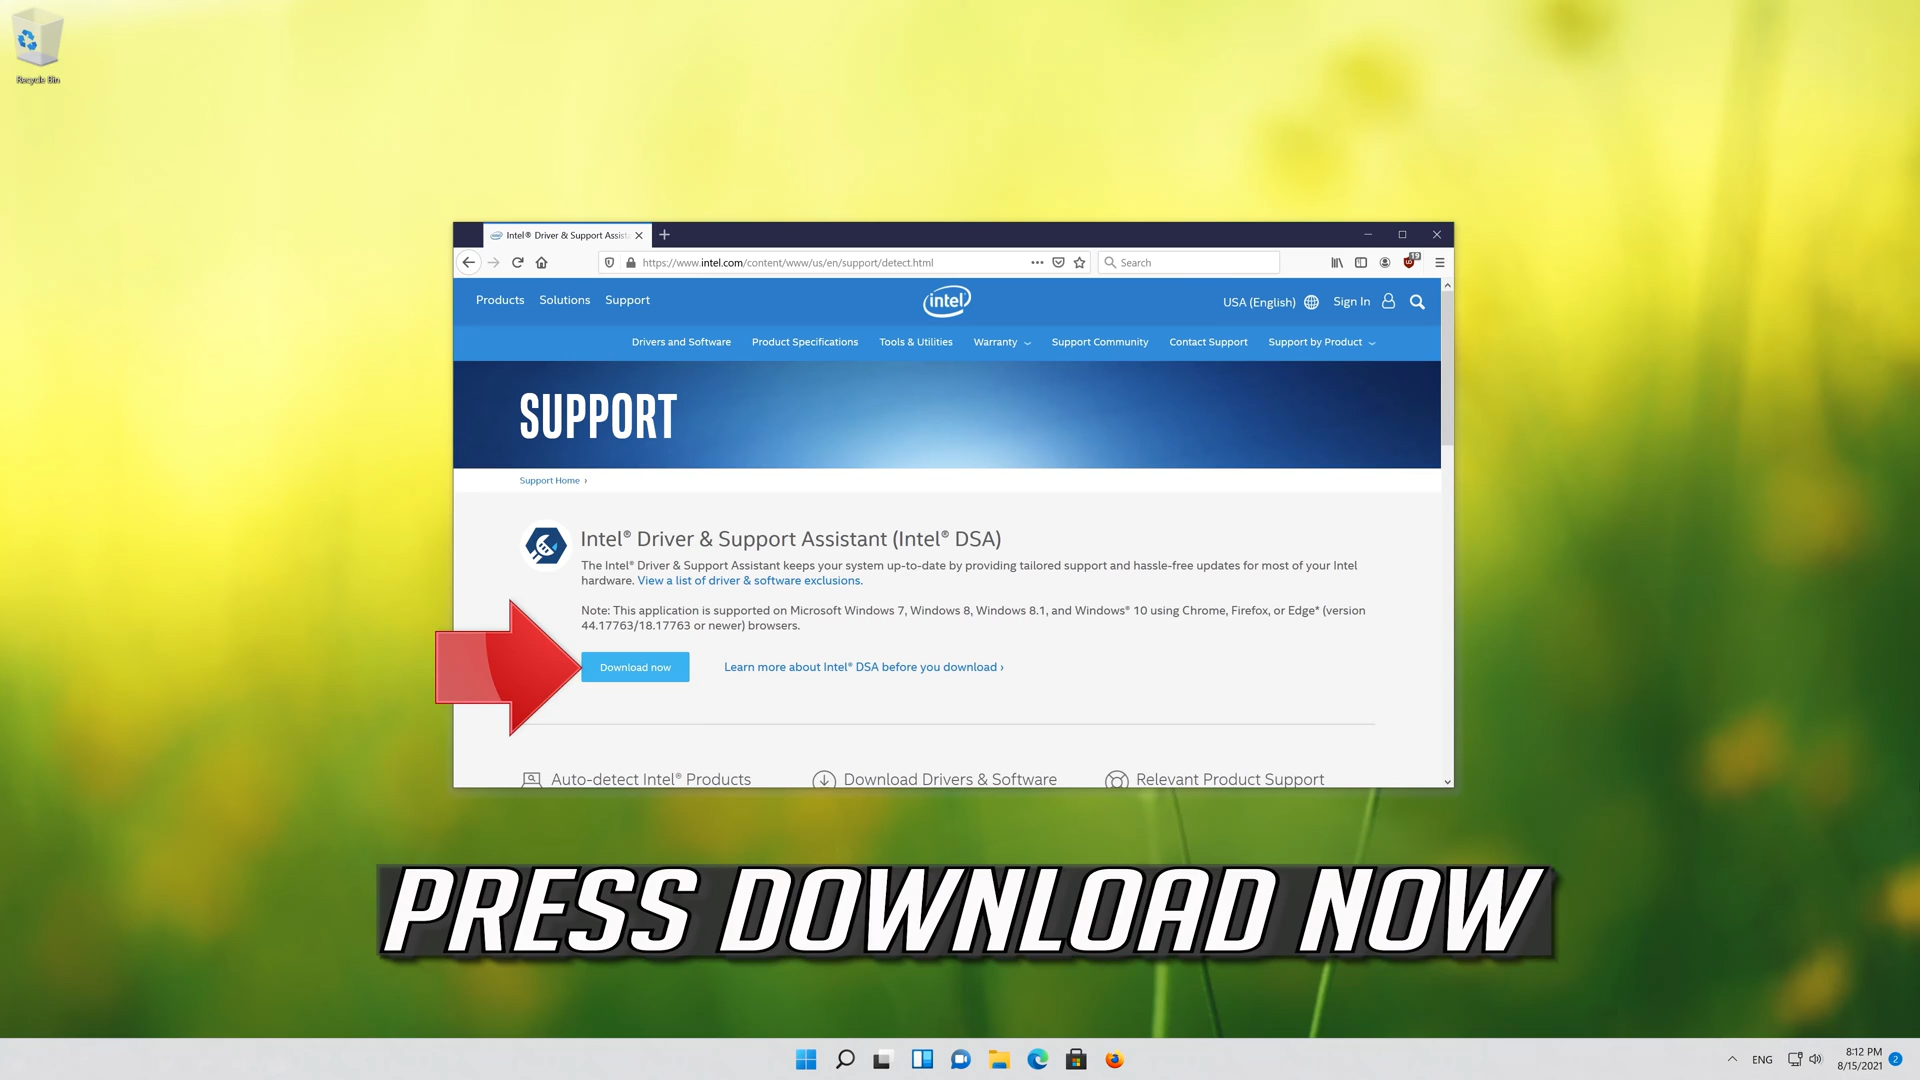 Recycle Bin
Intel® Driver & Support Assist
https://www.intel.com/content/www/us/en/support/detect.html
Search
19
Products Solutions Support
intel
USA (English) Sign In
Drivers and Software Product Specifications Tools & Utilities Warranty Support Community Contact Support Support by Product
SUPPORT
Support Home ›
Intel® Driver & Support Assistant (Intel® DSA)
The Intel® Driver & Support Assistant keeps your system up-to-date by providing tailored support and hassle-free updates for most of your Intel
hardware. View a list of driver & software exclusions.
Note: This application is supported on Microsoft Windows 7, Windows 8, Windows 8.1, and Windows® 10 using Chrome, Firefox, or Edge* (version
44.17763/18.17763 or newer) browsers.
Download now
Learn more about Intel® DSA before you download ›
Auto-detect Intel® Products Download Drivers & Software Relevant Product Support
PRESS DOWNLOAD NOW
ENG
8:12 PM
8/15/2021
2